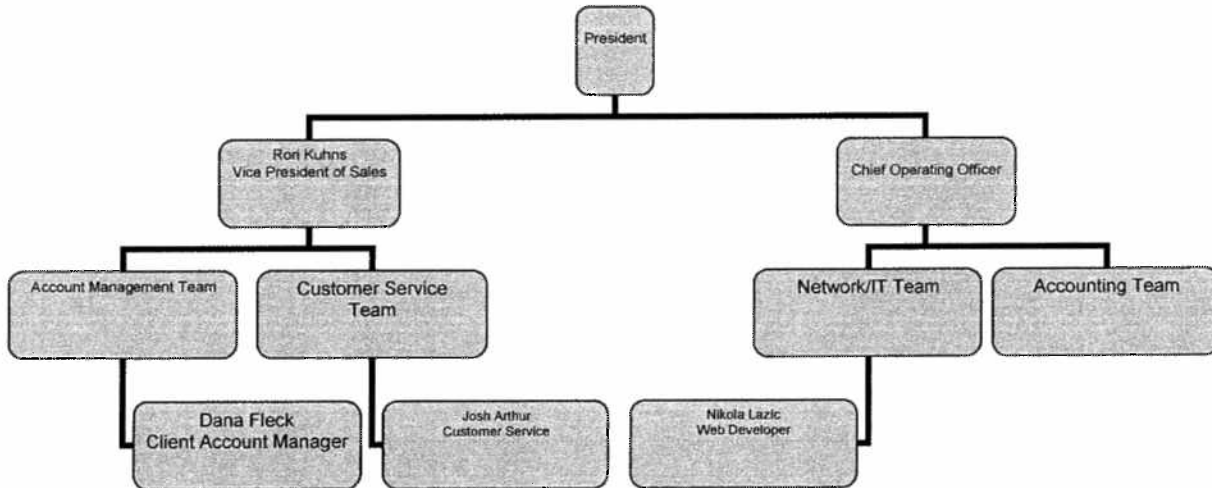 President
Rori Kuhns
Vice President of Sales
Chief Operating Officer
Account Management Team
Customer Service
Team
Network/IT Team
Accounting Team
Dana Fleck
Client Account Manager
Josh Arthur
Customer Service
Nikola Lazic
Web Developer